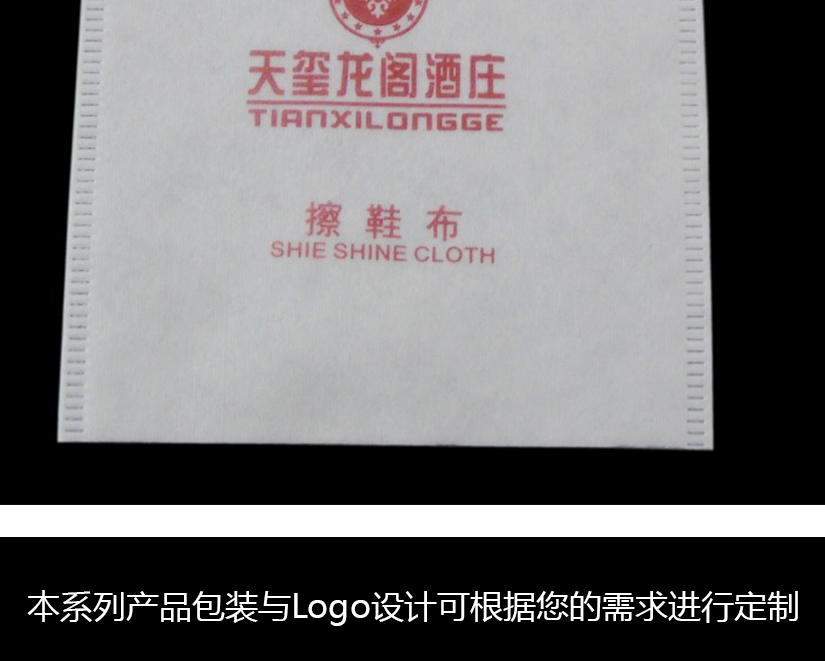 天玺龙阁酒庄
TIANXILONGGE
擦鞋布
SHIE SHINE CLOTH
本系列产品包装与Logo设计可根据您的需求进行定制